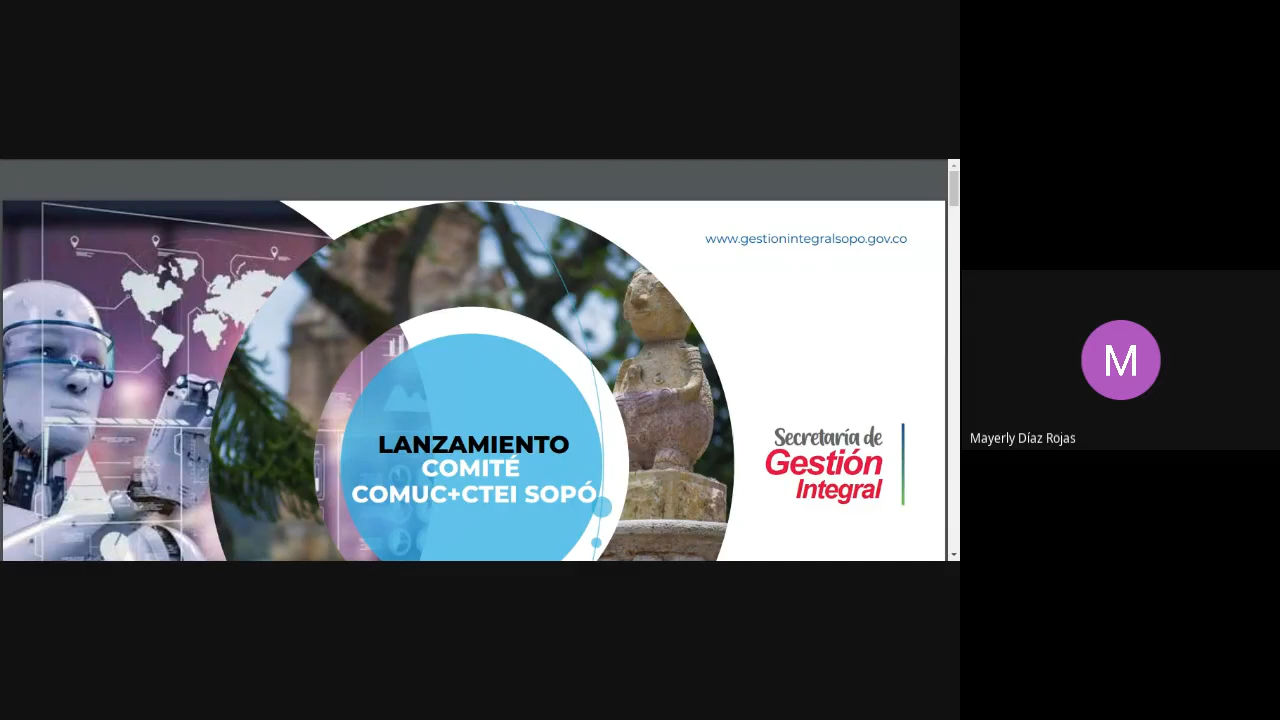 www.gestionintegralsopo.gov.co
LANZAMIENTO
COMITÉ
COMUC+CTEI SOPÓ
Secretaría de
Gestión
Integral
M
Mayerly Díaz Rojas